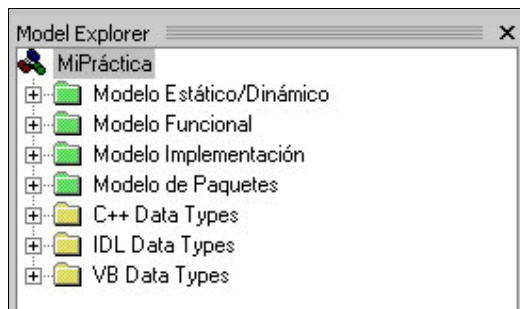 Model Explorer
MiPráctica
Modelo Estático/Dinámico
Modelo Funcional
Modelo Implementación
Modelo de Paquetes
C++ Data Types
IDL Data Types
VB Data Types